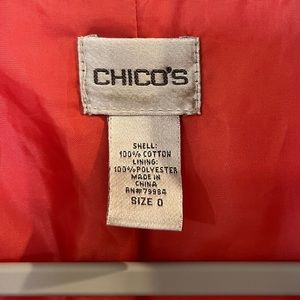 CHICO'S
SHELL:
100% COTTON
LINING:
100% POLYESTER
MADE IN
CHINA
RN#79984
SIZE 0